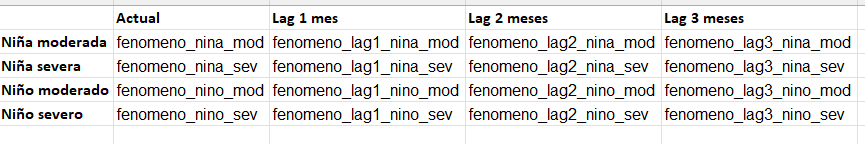 Actual Lag 1 mes Lag 2 meses Lag 3 meses
Niña moderada fenomeno_nina_mod fenomeno_lag1_nina_mod fenomeno_lag2_nina_mod fenomeno_lag3_nina_mod
Niña severa fenomeno_nina_sev fenomeno_lag1_nina_sev fenomeno_lag2_nina_sev fenomeno_lag3_nina_sev
Niño moderado fenomeno_nino_mod fenomeno_lag1_nino_mod fenomeno_lag2_nino_mod fenomeno_lag3_nino_mod
Niño severo fenomeno_nino_sev fenomeno_lag1_nino_sev fenomeno_lag2_nino_sev fenomeno_lag3_nino_sev